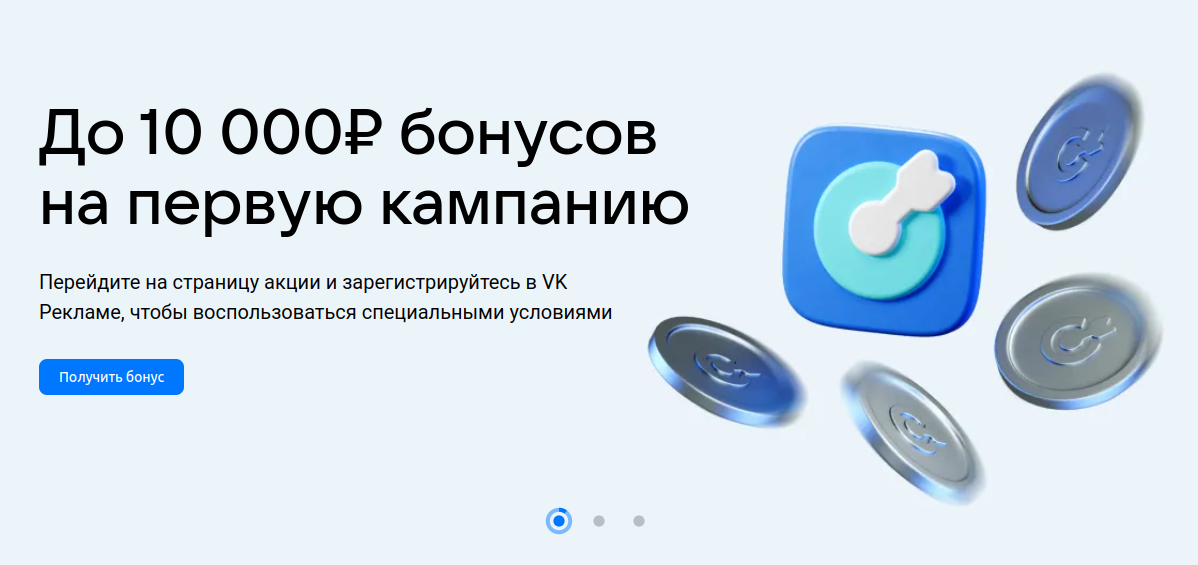 До 10 000₽ бонусов
на первую кампанию
Перейдите на страницу акции и зарегистрируйтесь в VK
Рекламе, чтобы воспользоваться специальными условиями
Получить бонус